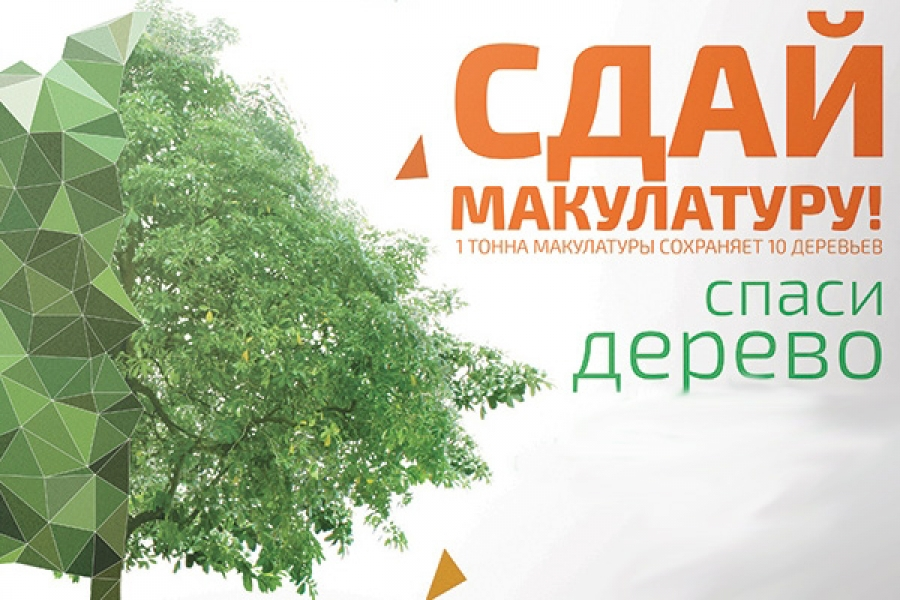 СДАЙ
МАКУЛАТУРУ!
1 ТОННА МАКУЛАТУРЫ СОХРАНЯЕТ 10 ДЕРЕВЬЕВ
спаси
дерево